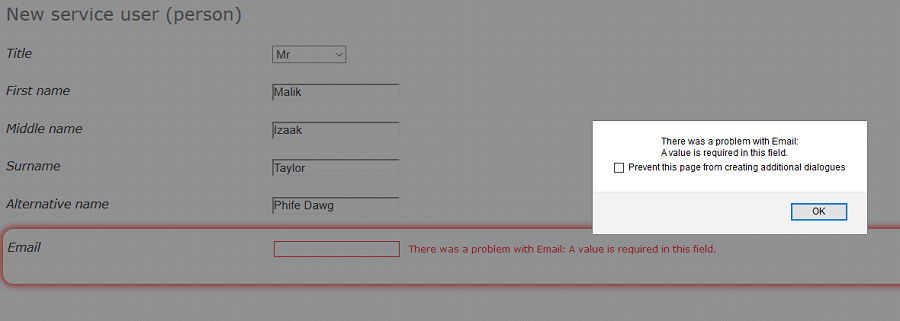 New service user (person)
Title Mr
First name Malik
Middle name Izaak
Surname Taylor
Alternative name Phife Dawg
Email There was a problem with Email: A value is required in this field.
There was a problem with Email:
A value is required in this field.
Prevent this page from creating additional dialogues
OK